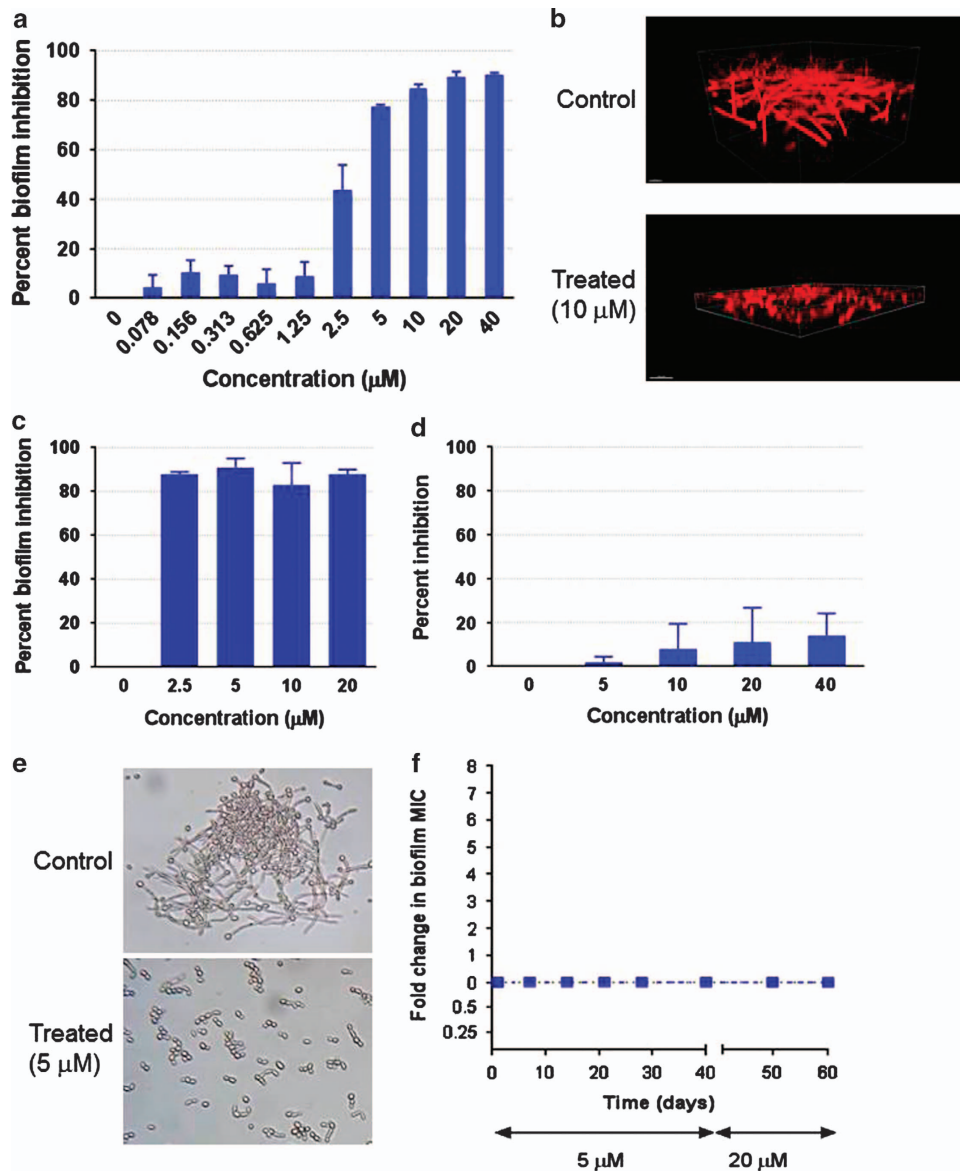 a
100
80
60
40
20
0
Percent biofilm inhibition
0 0.078 0.156 0.313 0.625 1.25 2.5 5 10 20 40
Concentration (μM)
b
Control
Treated
(10 μM)
c
100
80
60
40
20
0
Percent biofilm inhibition
0 2.5 5 10 20
Concentration (μM)
d
100
80
60
40
20
0
Percent inhibition
0 5 10 20 40
Concentration (μM)
e
Control
Treated
(5 μM)
f
8
7
6
5
4
3
2
1
0
0.5
0.25
Fold change in biofilm MIC
0 10 20 30 40 50 60
Time (days)
5 μM 20 μM